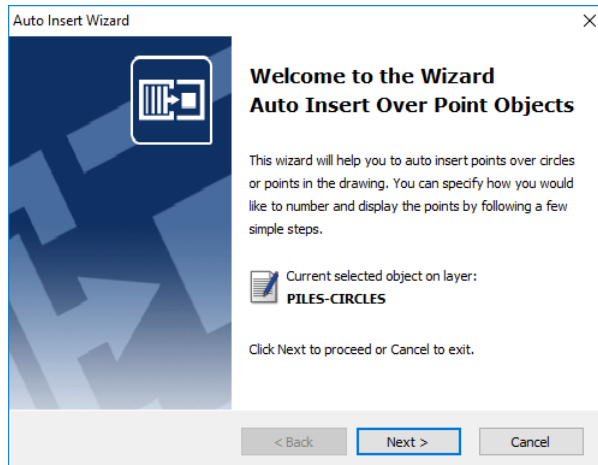 Auto Insert Wizard
Welcome to the Wizard
Auto Insert Over Point Objects
This wizard will help you to auto insert points over circles
or points in the drawing. You can specify how you would
like to number and display the points by following a few
simple steps.
Current selected object on layer:
PILES-CIRCLES
Click Next to proceed or Cancel to exit.
< Back
Next >
Cancel